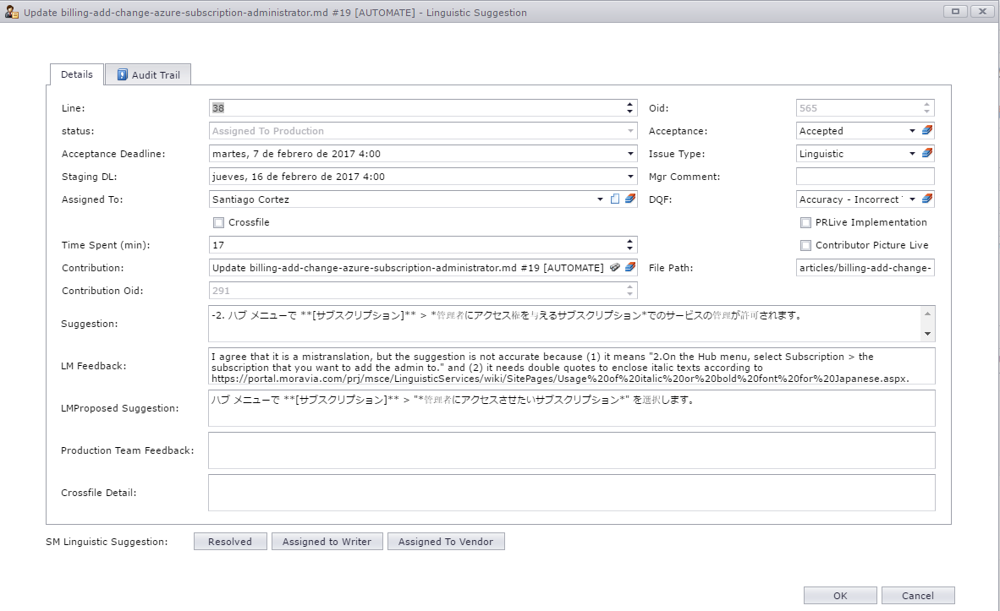 Update billing-add-change-azure-subscription-administrator.md #19 [AUTOMATE] - Linguistic Suggestion
Details
Audit Trail
Line: 38 Oid: 565
status: Assigned To Production Acceptance: Accepted
Acceptance Deadline: martes, 7 de febrero de 2017 4:00 Issue Type: Linguistic
Staging DL: jueves, 16 de febrero de 2017 4:00 Mgr Comment:
Assigned To: Santiago Cortez DQF: Accuracy - Incorrect
Crossfile PRLive Implementation
Time Spent (min): 17 Contributor Picture Live
Contribution: Update billing-add-change-azure-subscription-administrator.md #19 [AUTOMATE] File Path: articles/billing-add-change-
Contribution Oid: 291
Suggestion: -2. ハブ メニューで **[サブスクリプション]** > *管理者にアクセス権を与えるサブスクリプション*でのサービスの管理が許可されます。
LM Feedback: I agree that it is a mistranslation, but the suggestion is not accurate because (1) it means "2.On the Hub menu, select Subscription > the
subscription that you want to add the admin to." and (2) it needs double quotes to enclose italic texts according to
https://portal.moravia.com/prj/msce/LinguisticServices/wiki/SitePages/Usage%20of%20italic%20or%20bold%20font%20for%20Japanese.aspx.
LMProposed Suggestion: ハブ メニューで **[サブスクリプション]** > "*管理者にアクセスさせたいサブスクリプション*" を選択します。
Production Team Feedback:
Crossfile Detail:
SM Linguistic Suggestion: Resolved Assigned to Writer Assigned To Vendor
OK Cancel